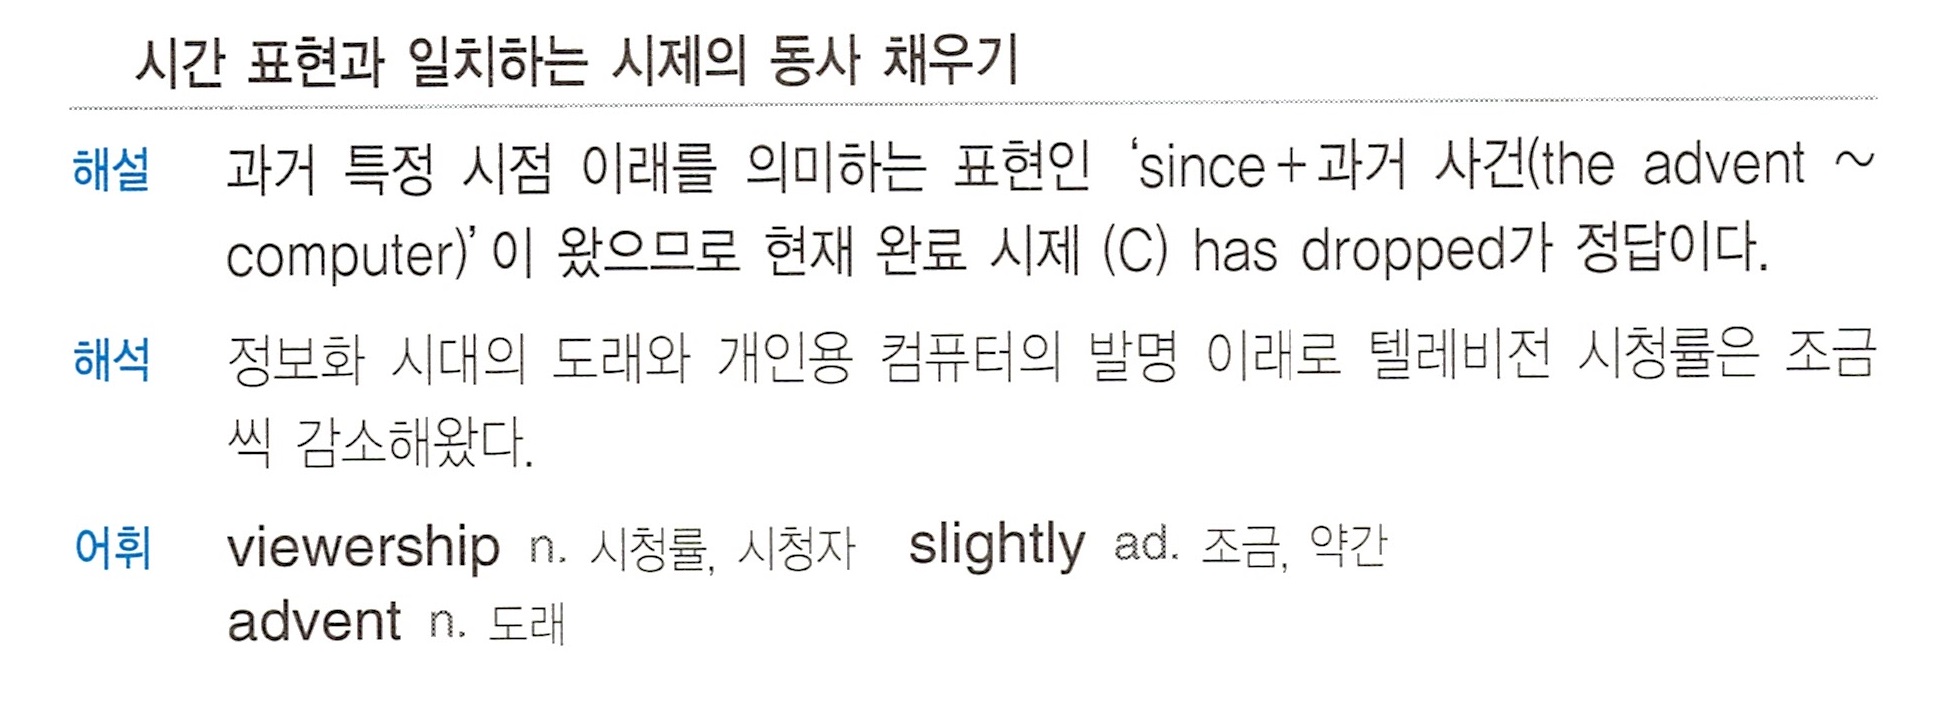 시간 표현과 일치하는 시제의 동사 채우기
해설 과거 특정 시점 이래를 의미하는 표현인 ‘since+과거 사건(the advent ~
computer)’이 왔으므로 현재 완료 시제 (C) has dropped가 정답이다.
해석 정보화 시대의 도래와 개인용 컴퓨터의 발명 이래로 텔레비전 시청률은 조금
씩 감소해왔다.
어휘 viewership n. 시청률, 시청자 slightly ad. 조금, 약간
advent n. 도래